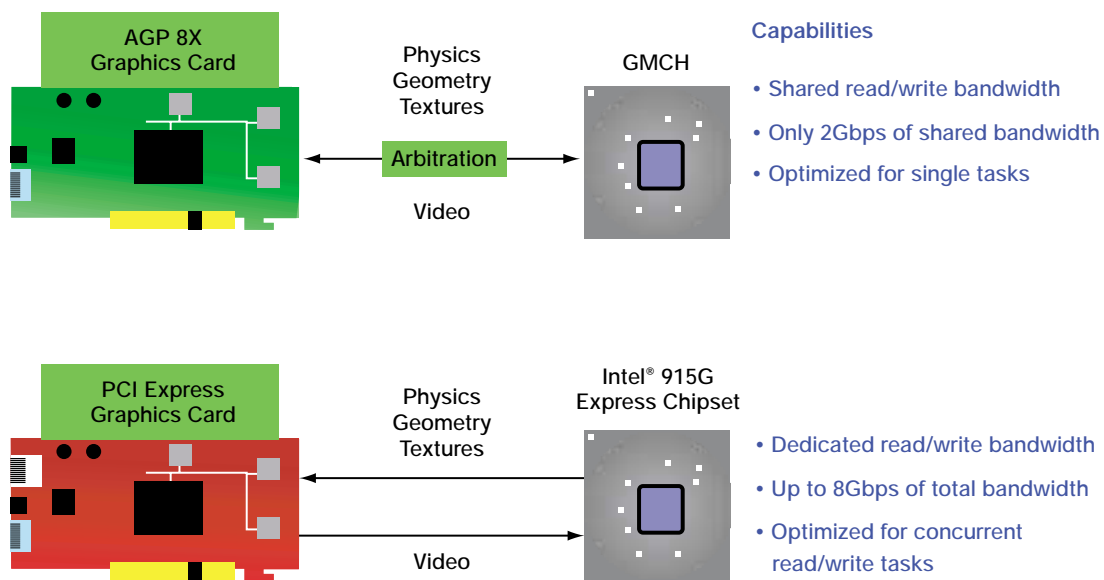 AGP 8X
Graphics Card
Physics
Geometry
Textures
Arbitration
Video
GMCH
Capabilities
• Shared read/write bandwidth
• Only 2Gbps of shared bandwidth
• Optimized for single tasks
PCI Express
Graphics Card
Physics
Geometry
Textures
Video
Intel® 915G
Express Chipset
• Dedicated read/write bandwidth
• Up to 8Gbps of total bandwidth
• Optimized for concurrent
read/write tasks